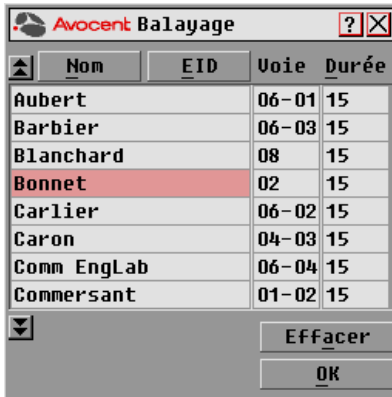 Avocent Balayage ? X
Nom EID Voie Durée
Aubert 06-01 15
Barbier 06-03 15
Blanchard 08 15
Bonnet 02 15
Carlier 06-02 15
Caron 04-03 15
Comm EngLab 06-04 15
Commersant 01-02 15
Effacer
OK